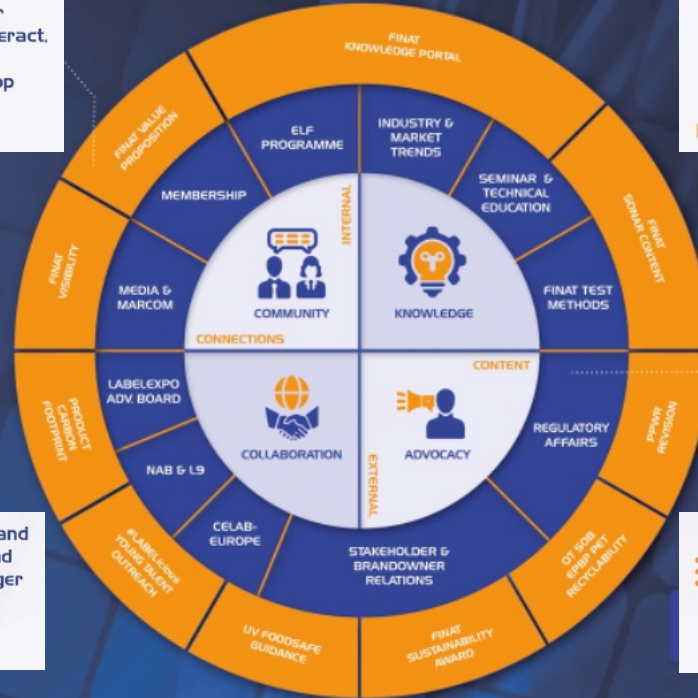 eract,
op
FINAT
KNOWLEDGE PORTAL
FINAT VALUE
PROPOSITION
ELF
PROGRAMME
INDUSTRY &
MARKET
TRENDS
MEMBERSHIP
SEMINAR &
TECHNICAL
EDUCATION
FINAT
SONAR CONTENT
INTERNAL
FINAT
VISIBILITY
MEDIA &
MARCOM
COMMUNITY
KNOWLEDGE
FINAT TEST
METHODS
CONNECTIONS
CONTENT
LABELEXPO
ADV. BOARD
PRODUCT
CARBON
FOOTPRINT
COLLABORATION
ADVOCACY
REGULATORY
AFFAIRS
PPWR
REVISION
NAB & L9
EXTERNAL
CELAB-
EUROPE
STAKEHOLDER &
BRANDOWNER
RELATIONS
#LABELicious
YOUNG TALENT
OUTREACH
QT SOB
EPBP PET
RECYCLABILITY
UV FOODSAFE
GUIDANCE
FINAT
SUSTAINABILITY
AWARD
and
d
ger